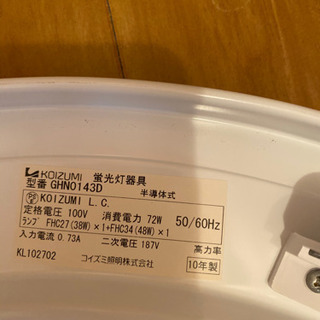 KOIZUMI 蛍光灯器具
型番 GHN0143D 半導体式
PS E KOIZUMI L.C.
定格電圧 100V 消費電力 72W 50/60Hz
ランプ FHC27(38W)×1+FHC34(48W)×1
入力電流 0.73A 二次電圧 187V 高力率
KL102702 コイズミ照明株式会社 10年製